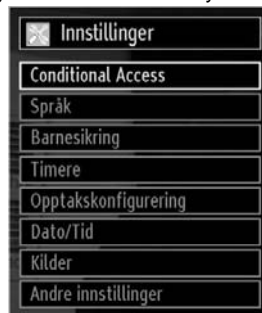 Innstillinger
Conditional Access
Språk
Barnesikring
Timere
Opptakskonfigurering
Dato/Tid
Kilder
Andre innstillinger